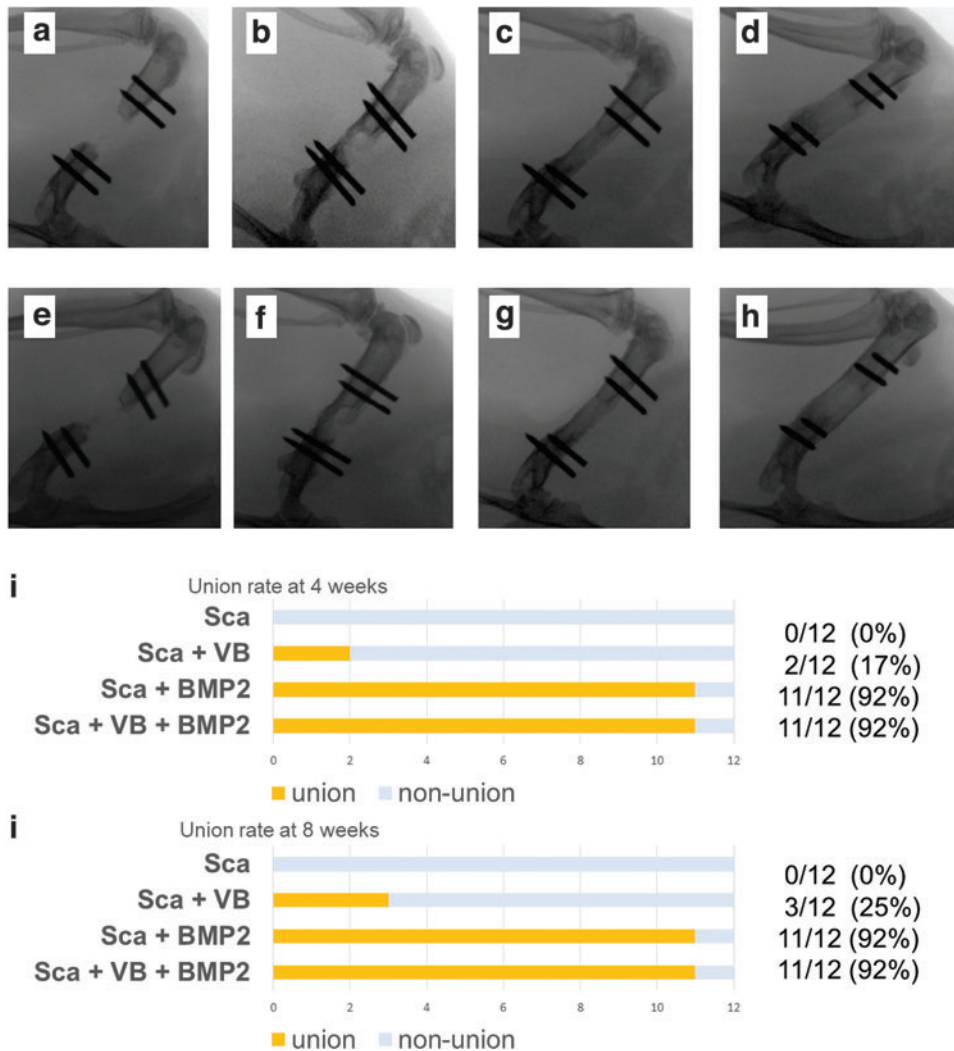 a b c d
e f g h
i
Union rate at 4 weeks
Sca 0/12 (0%)
Sca + VB 2/12 (17%)
Sca + BMP2 11/12 (92%)
Sca + VB + BMP2 11/12 (92%)
0 2 4 6 8 10 12
union non-union
i
Union rate at 8 weeks
Sca 0/12 (0%)
Sca + VB 3/12 (25%)
Sca + BMP2 11/12 (92%)
Sca + VB + BMP2 11/12 (92%)
0 2 4 6 8 10 12
union non-union